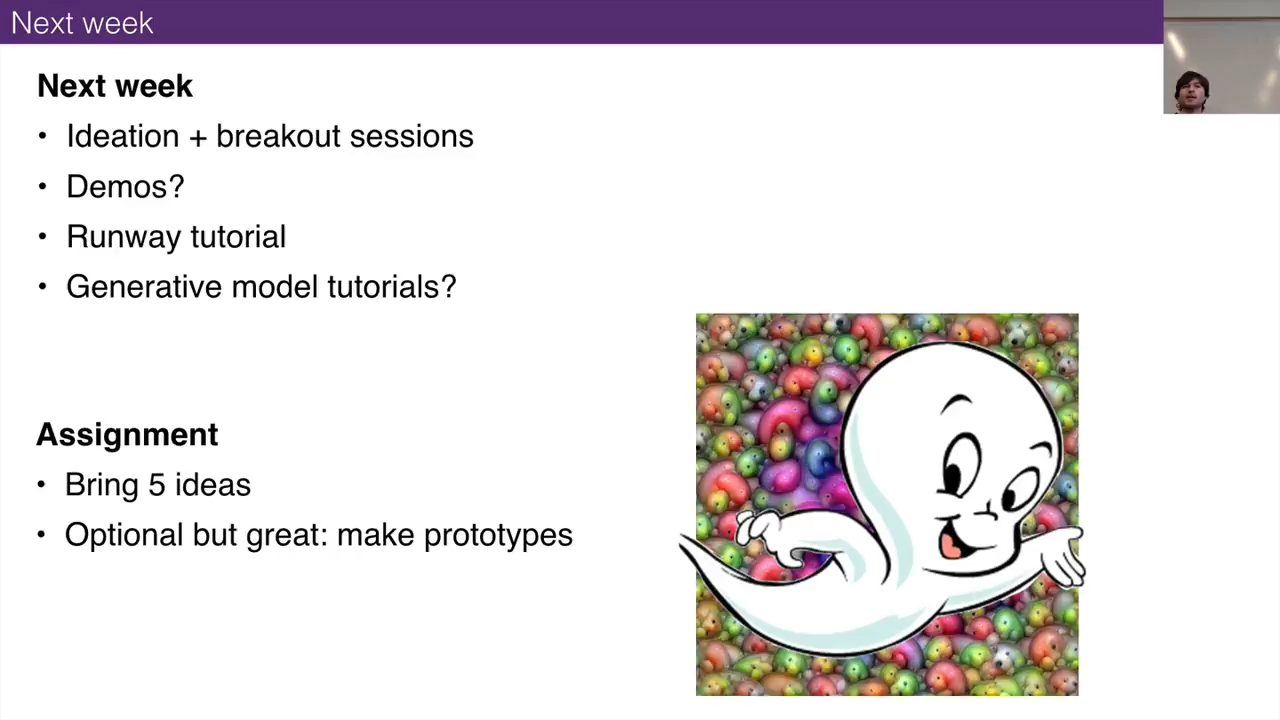 Next week
Next week
• Ideation + breakout sessions
• Demos?
• Runway tutorial
• Generative model tutorials?
Assignment
• Bring 5 ideas
• Optional but great: make prototypes